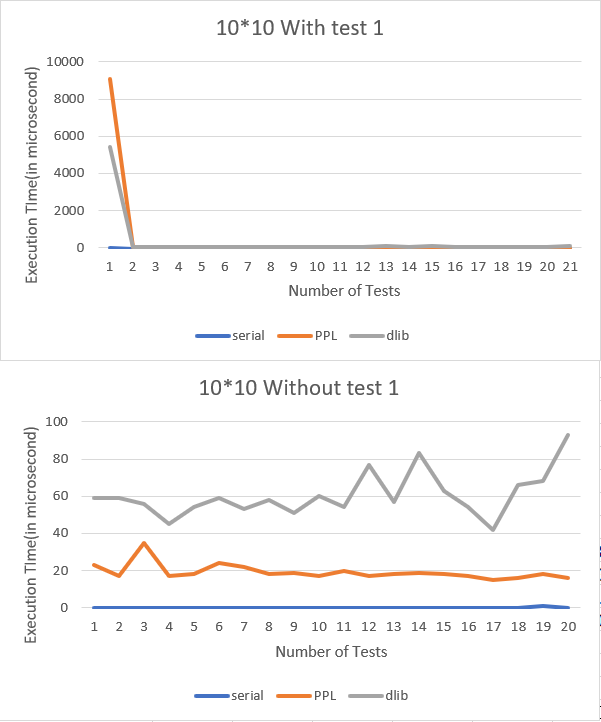 10*10 With test 1
Execution TIme(in microsecond)
10000
8000
6000
4000
2000
0
1 2 3 4 5 6 7 8 9 10 11 12 13 14 15 16 17 18 19 20 21
Number of Tests
serial PPL dlib
10*10 Without test 1
Execution TIme(in microsecond)
100
80
60
40
20
0
1 2 3 4 5 6 7 8 9 10 11 12 13 14 15 16 17 18 19 20
Number of Tests
serial PPL dlib